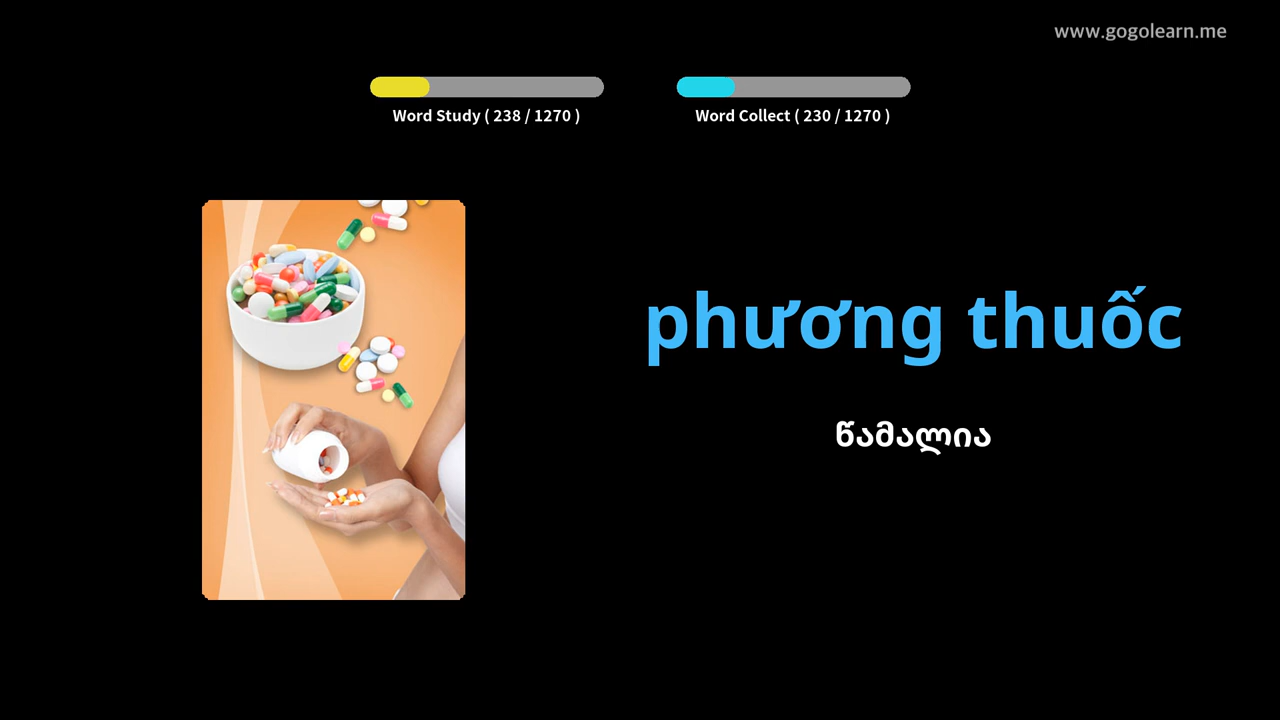 www.gogolearn.me
Word Study ( 238 / 1270 )
Word Collect ( 230 / 1270 )
phương thuốc
წამალია